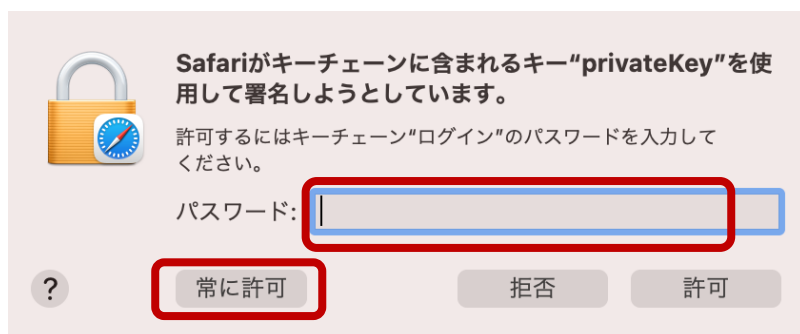 Safariがキーチェーンに含まれるキー“privateKey”を使
用して署名しようとしています。
許可するにはキーチェーン“ログイン”のパスワードを入力して
ください。
パスワード:
? 常に許可 拒否 許可